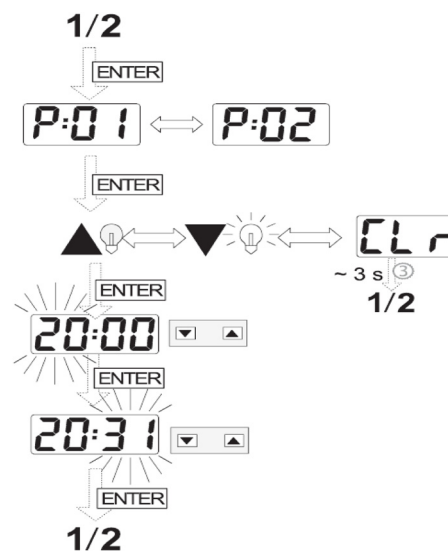 1/2
ENTER
P:01 P:02
ENTER
CLr
~ 3 s 3
1/2
ENTER
20:00
ENTER
20:31
ENTER
1/2